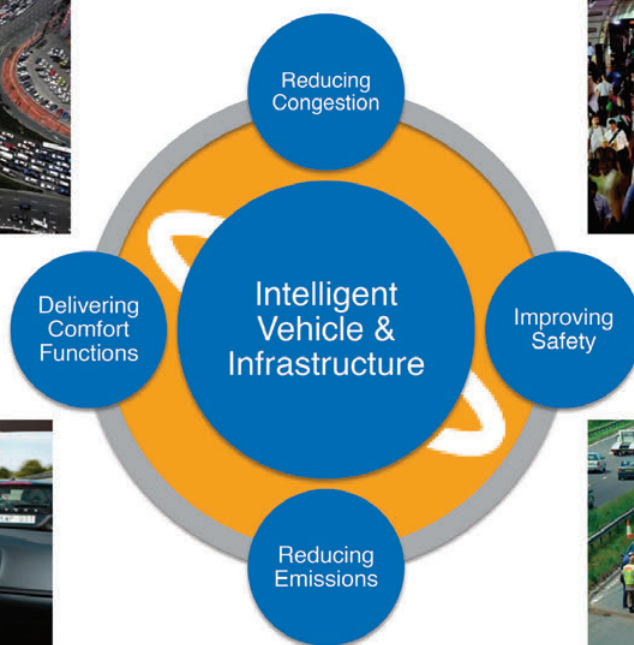 Reducing
Congestion
Delivering
Comfort
Functions
Intelligent
Vehicle &
Infrastructure
Improving
Safety
Reducing
Emissions